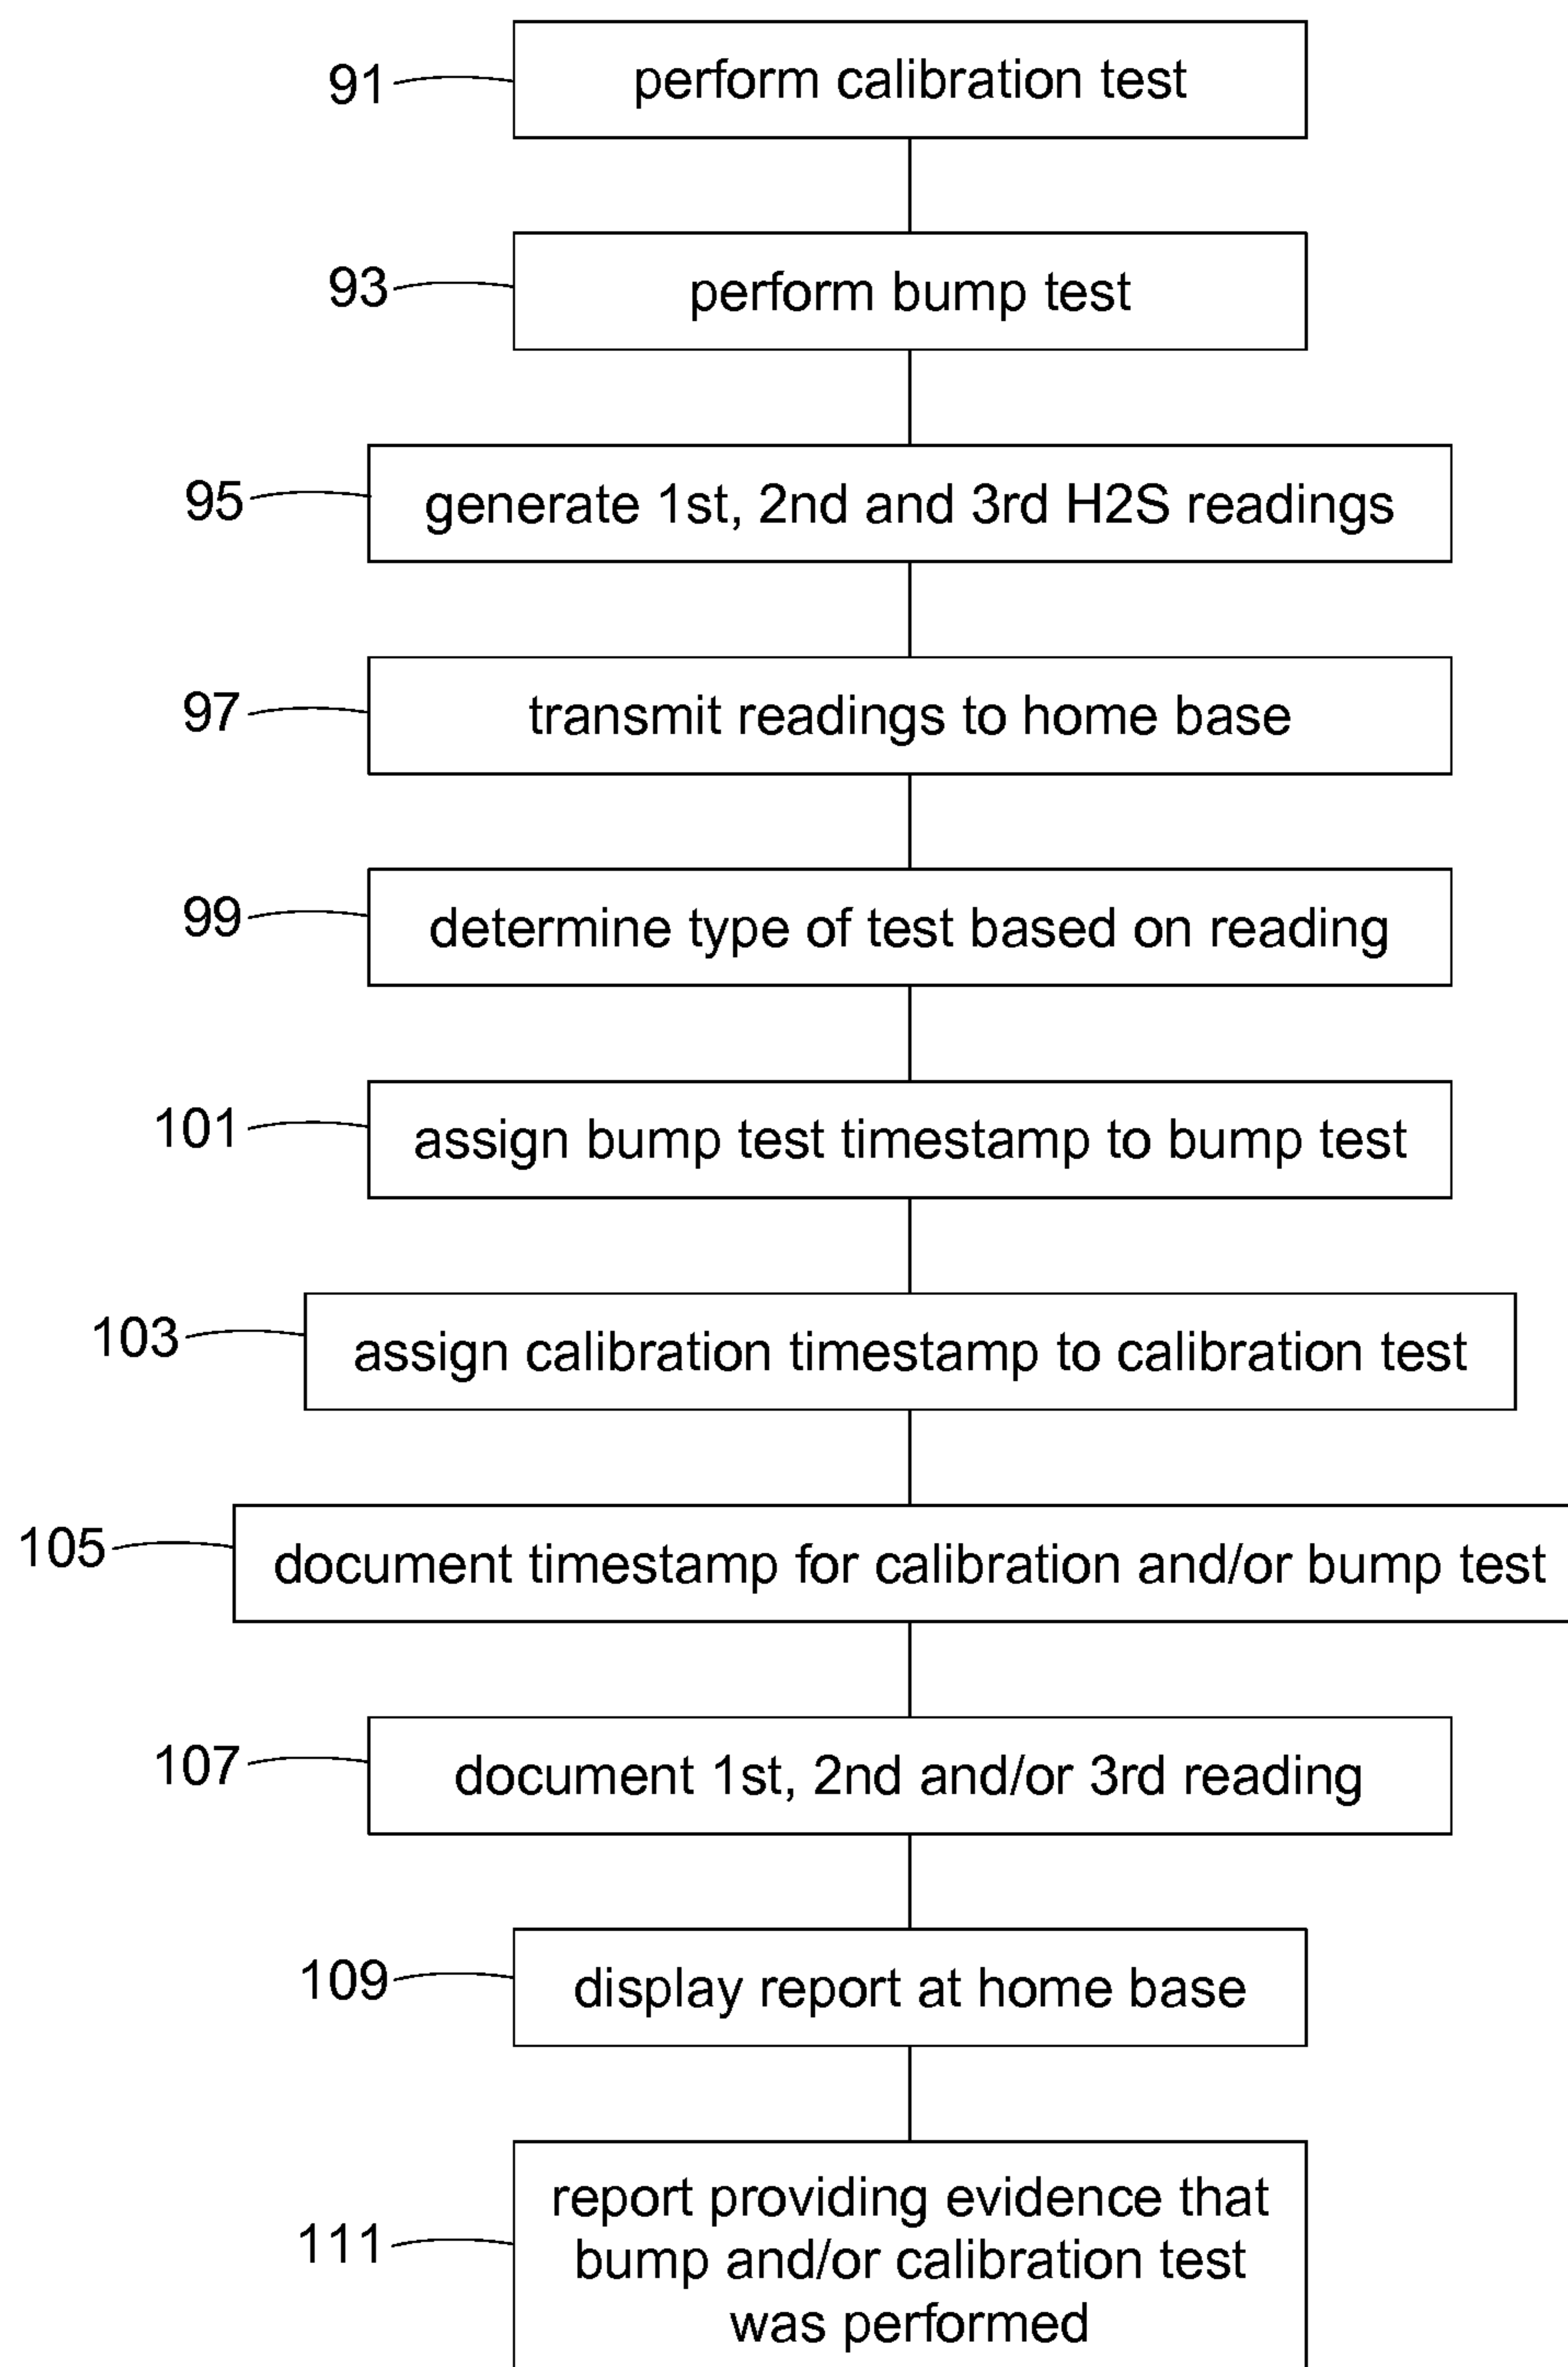 91 perform calibration test
93 perform bump test
95 generate 1st, 2nd and 3rd H2S readings
97 transmit readings to home base
99 determine type of test based on reading
101 assign bump test timestamp to bump test
103 assign calibration timestamp to calibration test
105 document timestamp for calibration and/or bump test
107 document 1st, 2nd and/or 3rd reading
109 display report at home base
report providing evidence that
111 bump and/or calibration test
was performed